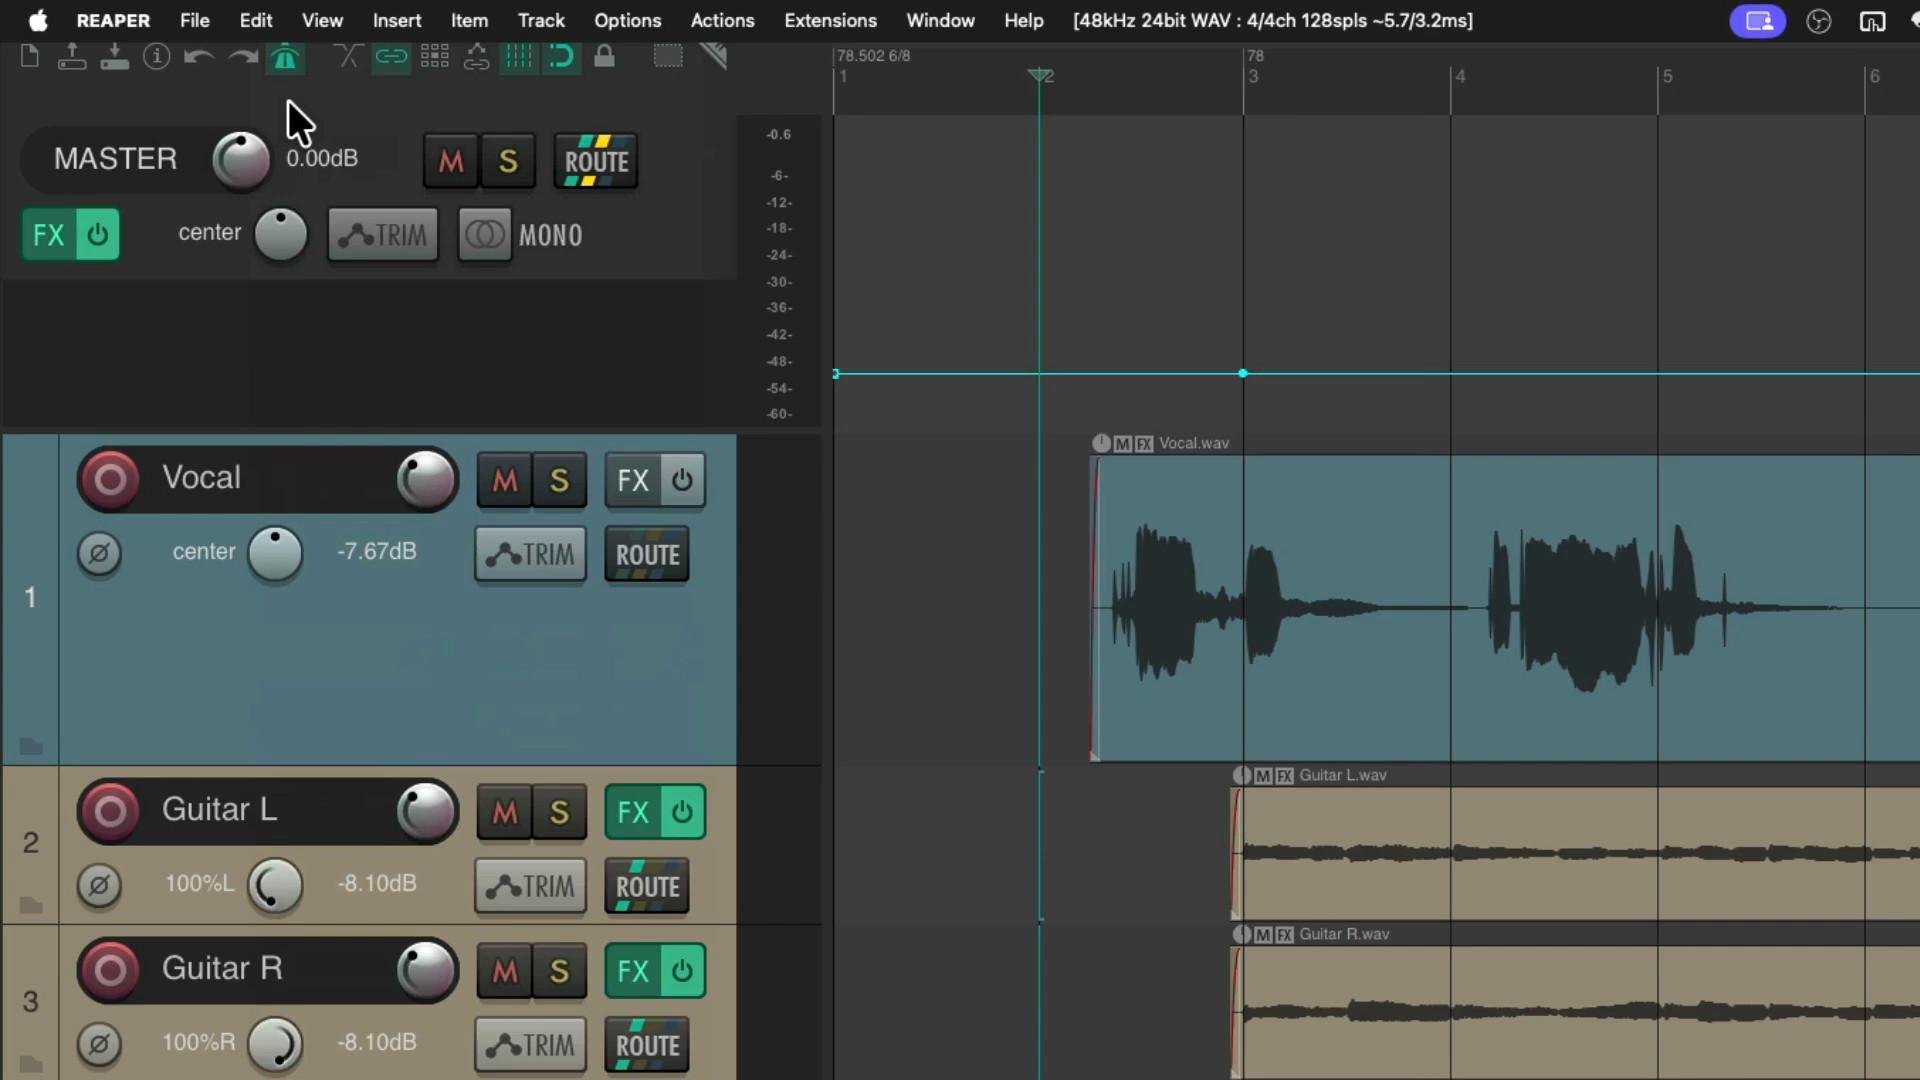 REAPER File Edit View Insert Item Track Options Actions Extensions Window Help [48kHz 24bit WAV : 4/4ch 128spls ~5.7/3.2ms]
78.502 6/8 78
1 2 3 4 5 6
MASTER 0.00dB M S ROUTE
FX center TRIM MONO
-0.6
-6-
-12-
-18-
-24-
-30-
-36-
-42-
-48-
-54-
-60-
M FX Vocal.wav
1 Vocal M S FX
center -7.67dB TRIM ROUTE
M FX Guitar L.wav
2 Guitar L M S FX
100%L -8.10dB TRIM ROUTE
M FX Guitar R.wav
3 Guitar R M S FX
100%R -8.10dB TRIM ROUTE